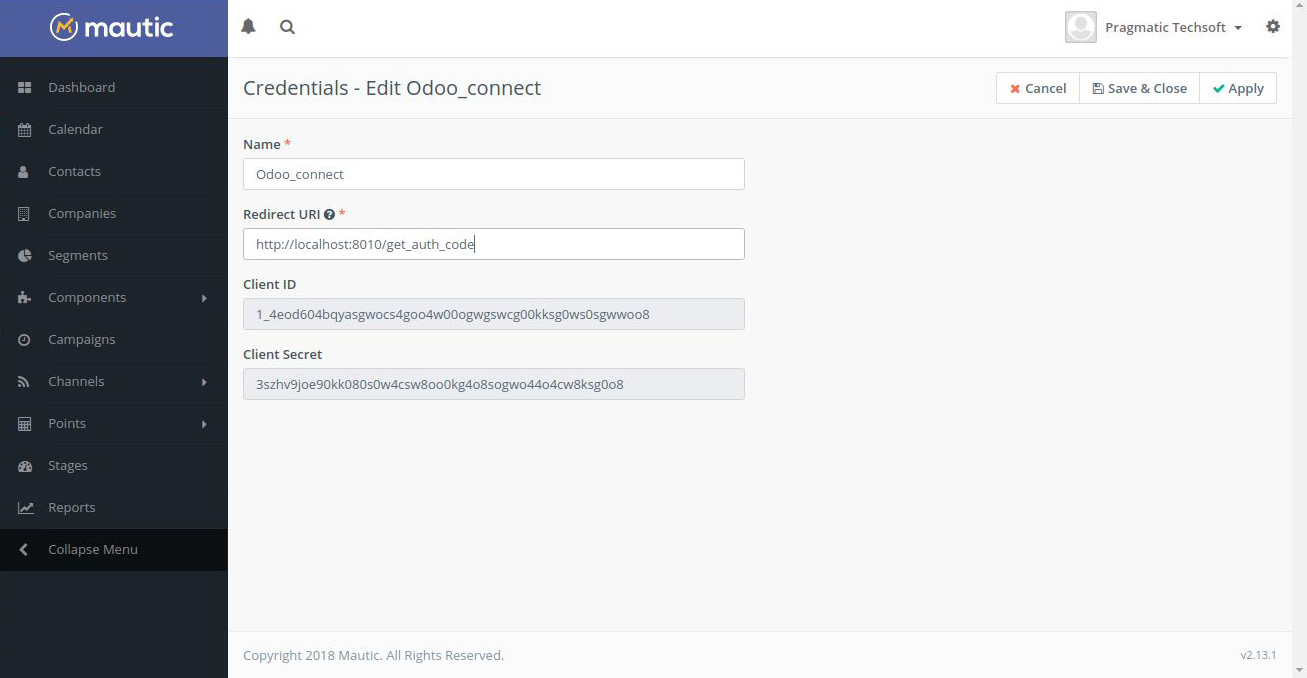 mautic
Pragmatic Techsoft
Dashboard
Calendar
Contacts
Companies
Segments
Components
Campaigns
Channels
Points
Stages
Reports
Collapse Menu
Credentials - Edit Odoo_connect
Cancel
Save & Close
Apply
Name *
Odoo_connect
Redirect URI ? *
http://localhost:8010/get_auth_code
Client ID
1_4eod604bqyasgwocs4goo4w00ogwgswcg00kksg0ws0sgwwoo8
Client Secret
3szhv9joe90kk080s0w4csw8oo0kg4o8sogwo44o4cw8ksg0o8
Copyright 2018 Mautic. All Rights Reserved.
v2.13.1